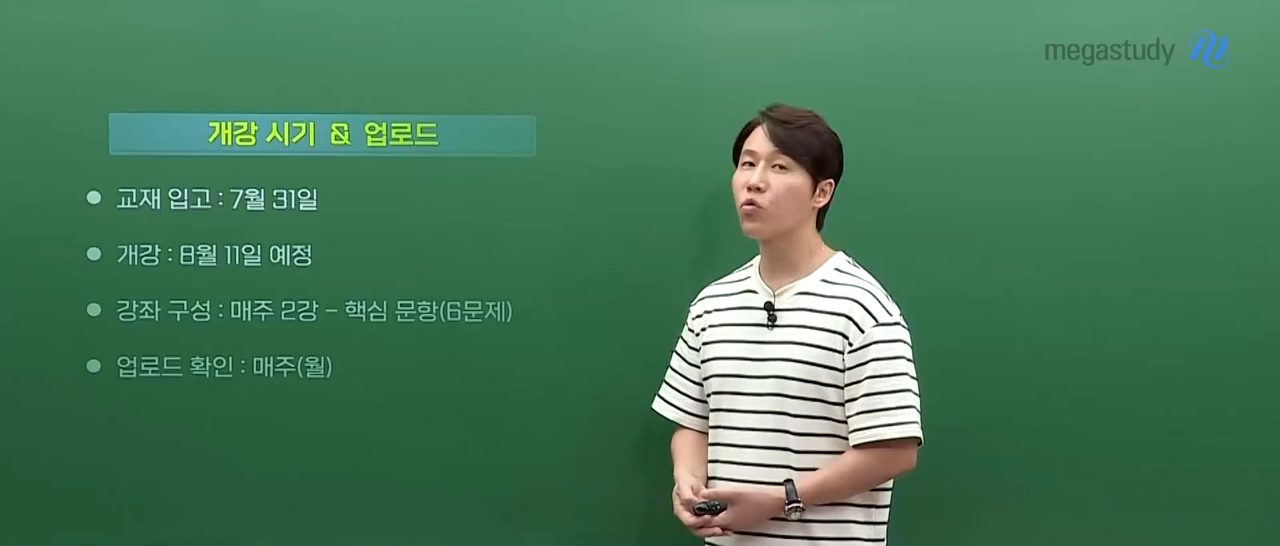 megastudy
개강 시기 & 업로드
교재 입고 : 7월 31일
개강 : 8월 11일 예정
강좌 구성 : 매주 2강 - 핵심 문항(6문제)
업로드 확인 : 매주(월)